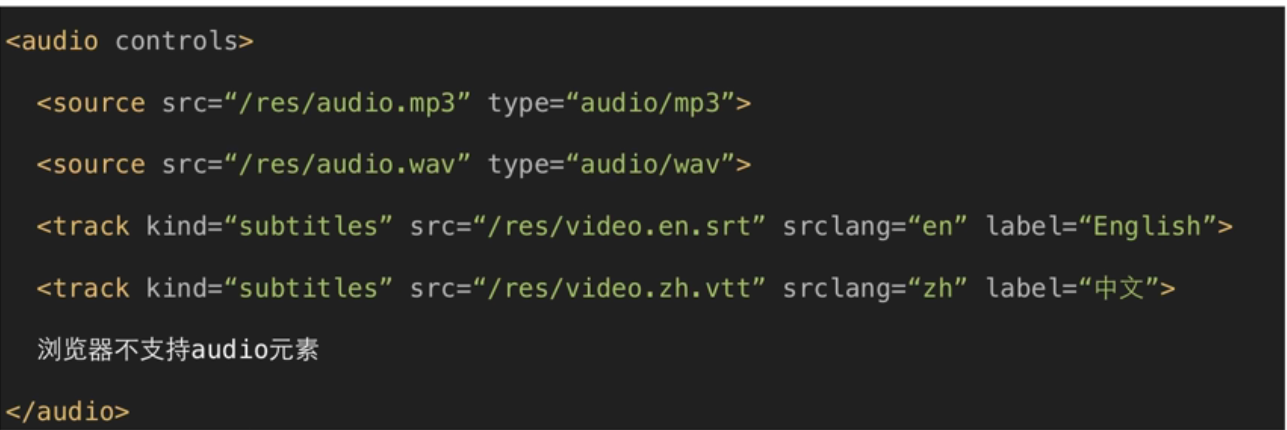 <audio controls>
<source src=“/res/audio.mp3” type=“audio/mp3”>
<source src=“/res/audio.wav” type=“audio/wav”>
<track kind=“subtitles” src=“/res/video.en.srt” srclang=“en” label=“English”>
<track kind=“subtitles” src=“/res/video.zh.vtt” srclang=“zh” label=“中文”>
浏览器不支持audio元素
</audio>